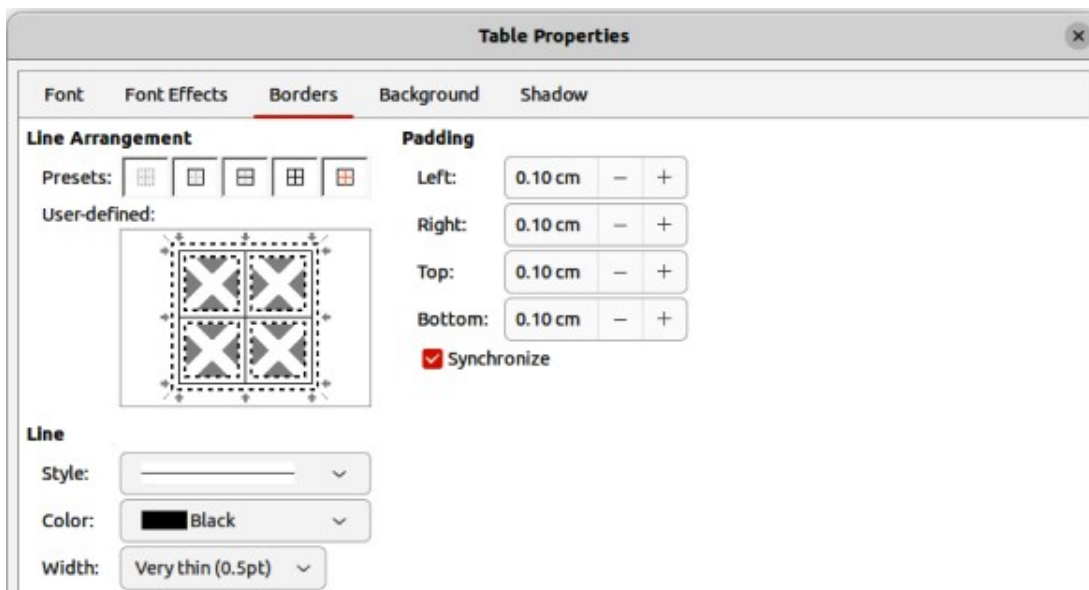 Table Properties
Font Font Effects Borders Background Shadow
Line Arrangement
Presets:
User-defined:
Padding
Left: 0.10 cm
Right: 0.10 cm
Top: 0.10 cm
Bottom: 0.10 cm
Synchronize
Line
Style:
Color: Black
Width: Very thin (0.5pt)